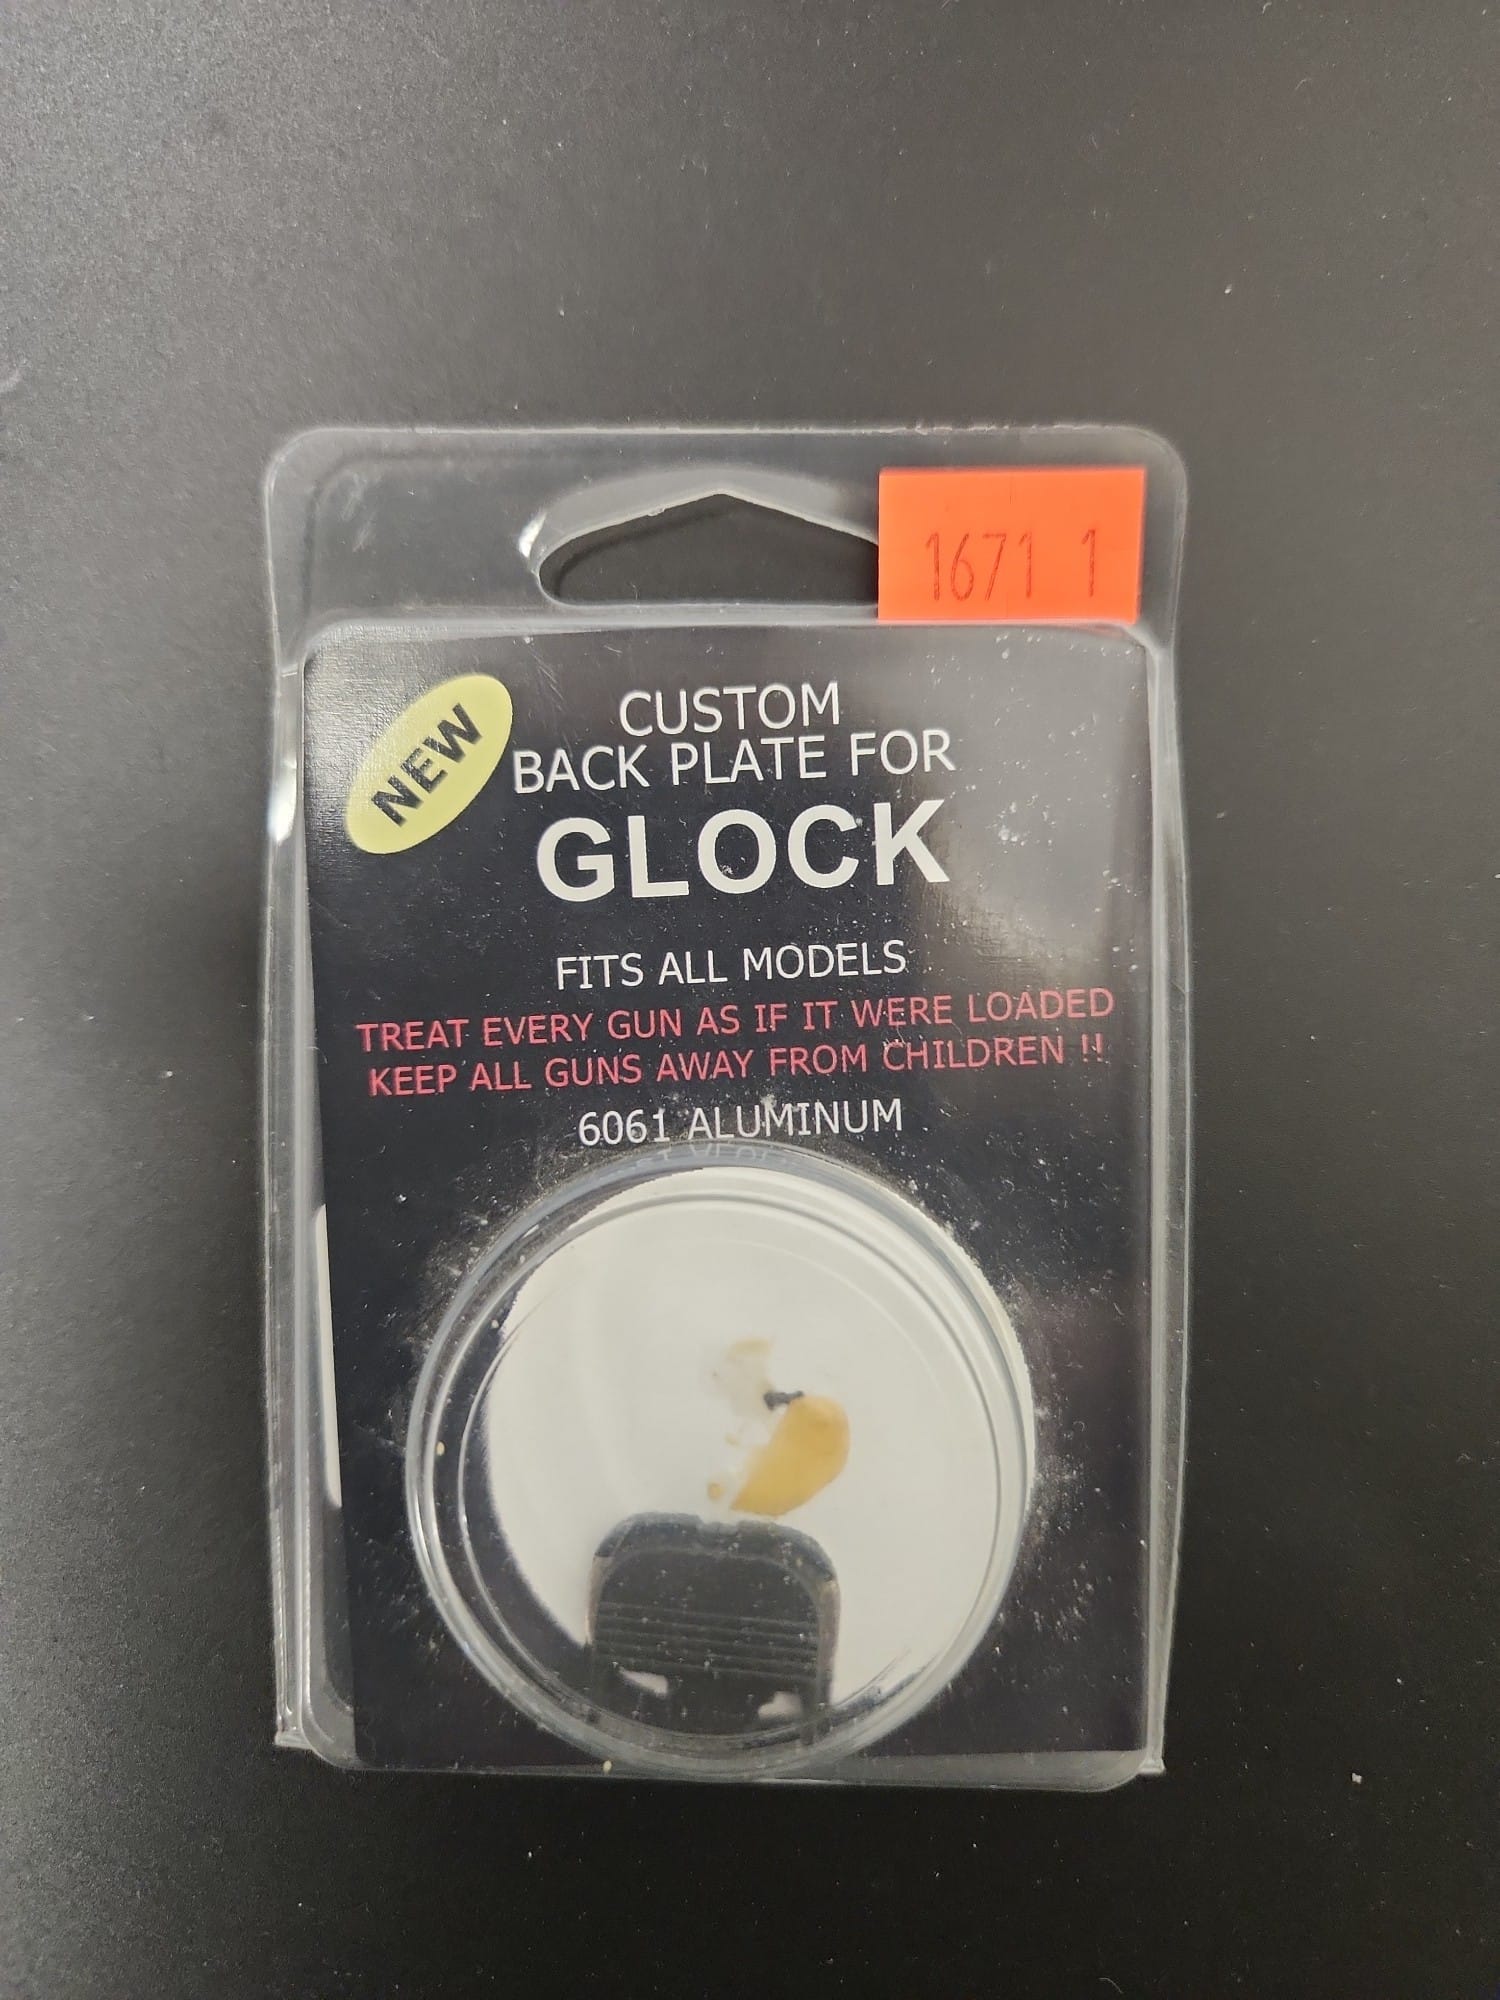 1671 1
NEW
CUSTOM
BACK PLATE FOR
GLOCK
FITS ALL MODELS
TREAT EVERY GUN AS IF IT WERE LOADED
KEEP ALL GUNS AWAY FROM CHILDREN !!
6061 ALUMINUM